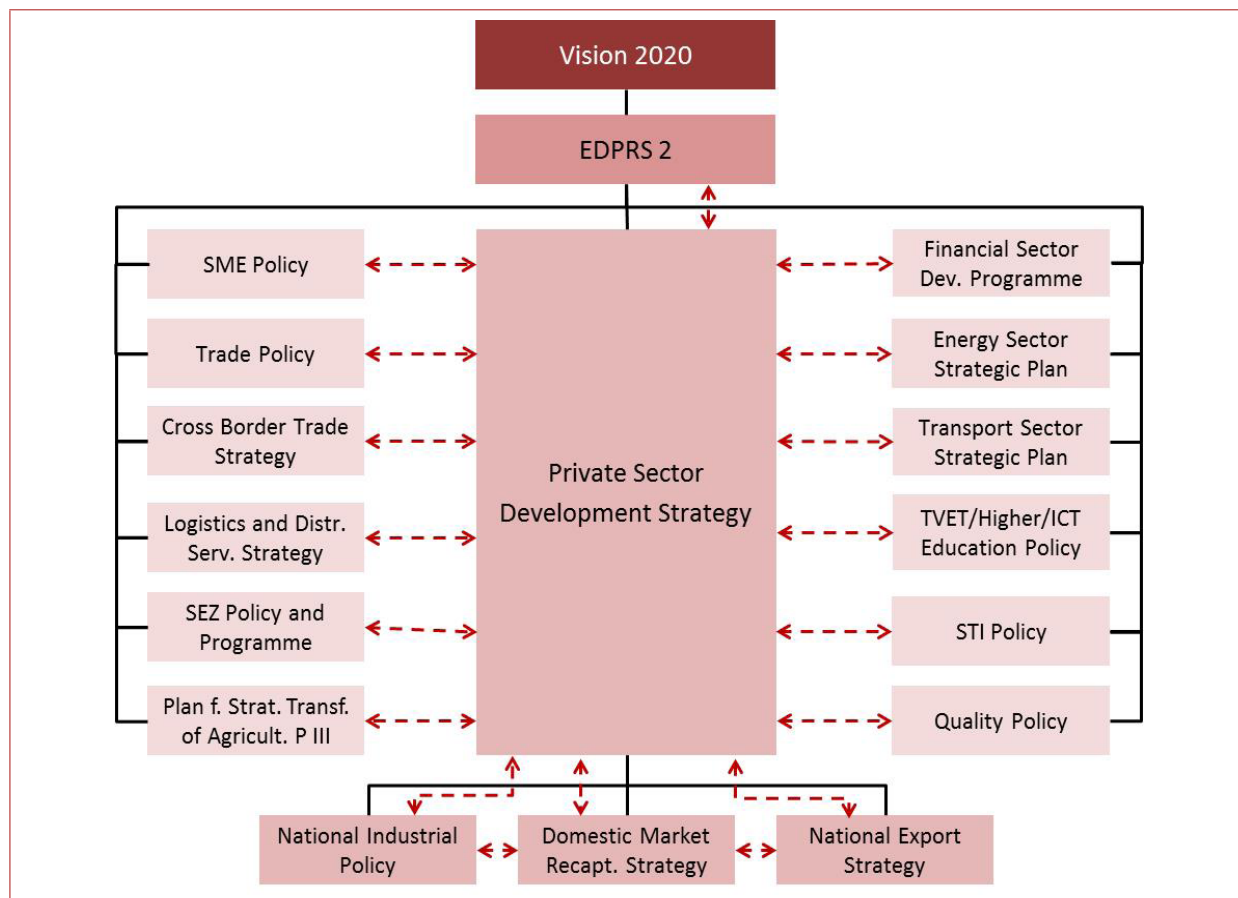 Vision 2020
EDPRS 2
SME Policy
Trade Policy
Cross Border Trade
Strategy
Logistics and Distr.
Serv. Strategy
SEZ Policy and
Programme
Plan f. Strat. Transf.
of Agricult. P III
Private Sector
Development Strategy
Financial Sector
Dev. Programme
Energy Sector
Strategic Plan
Transport Sector
Strategic Plan
TVET/Higher/ICT
Education Policy
STI Policy
Quality Policy
National Industrial
Policy
Domestic Market
Recapt. Strategy
National Export
Strategy